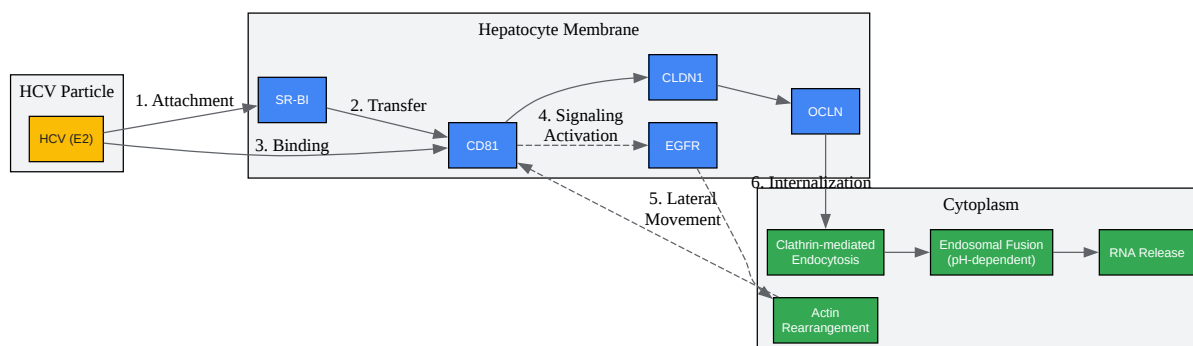 Hepatocyte Membrane
HCV Particle
HCV (E2)
1. Attachment
SR-BI
2. Transfer
3. Binding
CD81
4. Signaling
Activation
CLDN1
EGFR
OCLN
5. Lateral
Movement
6. Internalization
Cytoplasm
Clathrin-mediated
Endocytosis
Endosomal Fusion
(pH-dependent)
RNA Release
Actin
Rearrangement